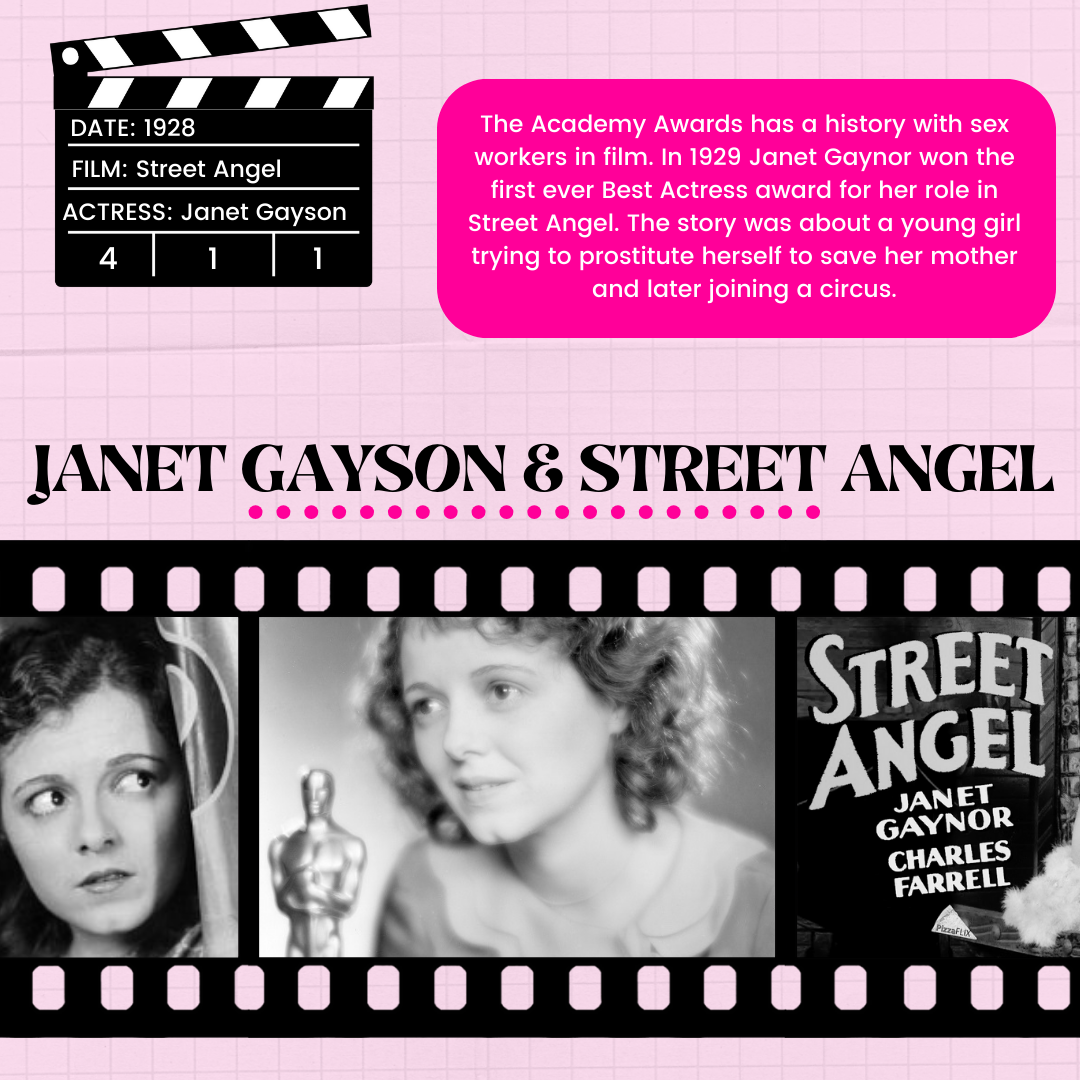 DATE: 1928
FILM: Street Angel
ACTRESS: Janet Gayson
4 1 1
The Academy Awards has a history with sex
workers in film. In 1929 Janet Gaynor won the
first ever Best Actress award for her role in
Street Angel. The story was about a young girl
trying to prostitute herself to save her mother
and later joining a circus.
JANET GAYSON & STREET ANGEL
STREET
ANGEL
JANET
GAYNOR
CHARLES
FARRELL
PizzaFLIX